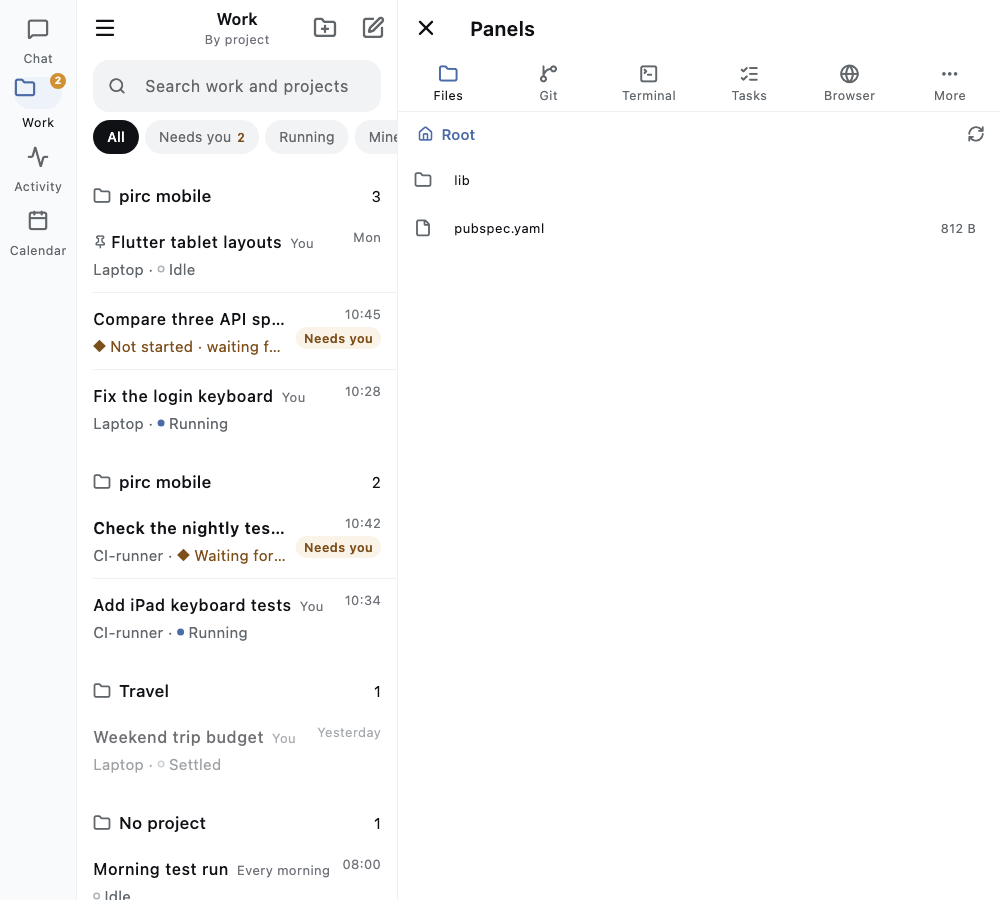 Chat
2
Work
Activity
Calendar
Work
By project
Search work and projects
All
Needs you 2
Running
Mine
pirc mobile 3
Flutter tablet layouts You Mon
Laptop · Idle
Compare three API sp... 10:45
Not started · waiting f... Needs you
Fix the login keyboard You 10:28
Laptop · Running
pirc mobile 2
Check the nightly tes... 10:42
CI-runner · Waiting for... Needs you
Add iPad keyboard tests You 10:34
CI-runner · Running
Travel 1
Weekend trip budget You Yesterday
Laptop · Settled
No project 1
Morning test run Every morning 08:00
Idle
Panels
Files
Git
Terminal
Tasks
Browser
More
Root
lib
pubspec.yaml 812 B